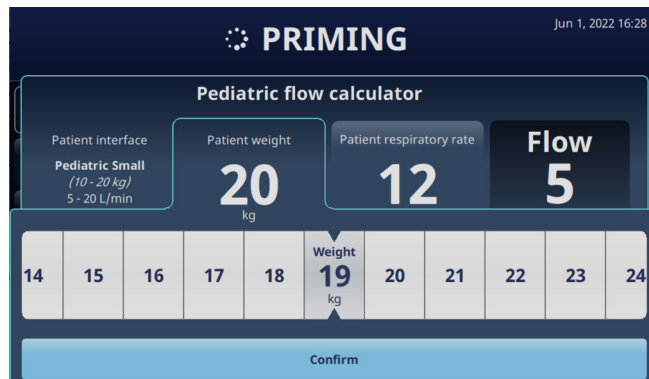 Jun 1, 2022 16:28
PRIMING
Pediatric flow calculator
Patient interface
Pediatric Small
(10 - 20 kg)
5 - 20 L/min
Patient weight
20
kg
Patient respiratory rate
12
Flow
5
Weight
14 15 16 17 18 19 20 21 22 23 24
kg
Confirm